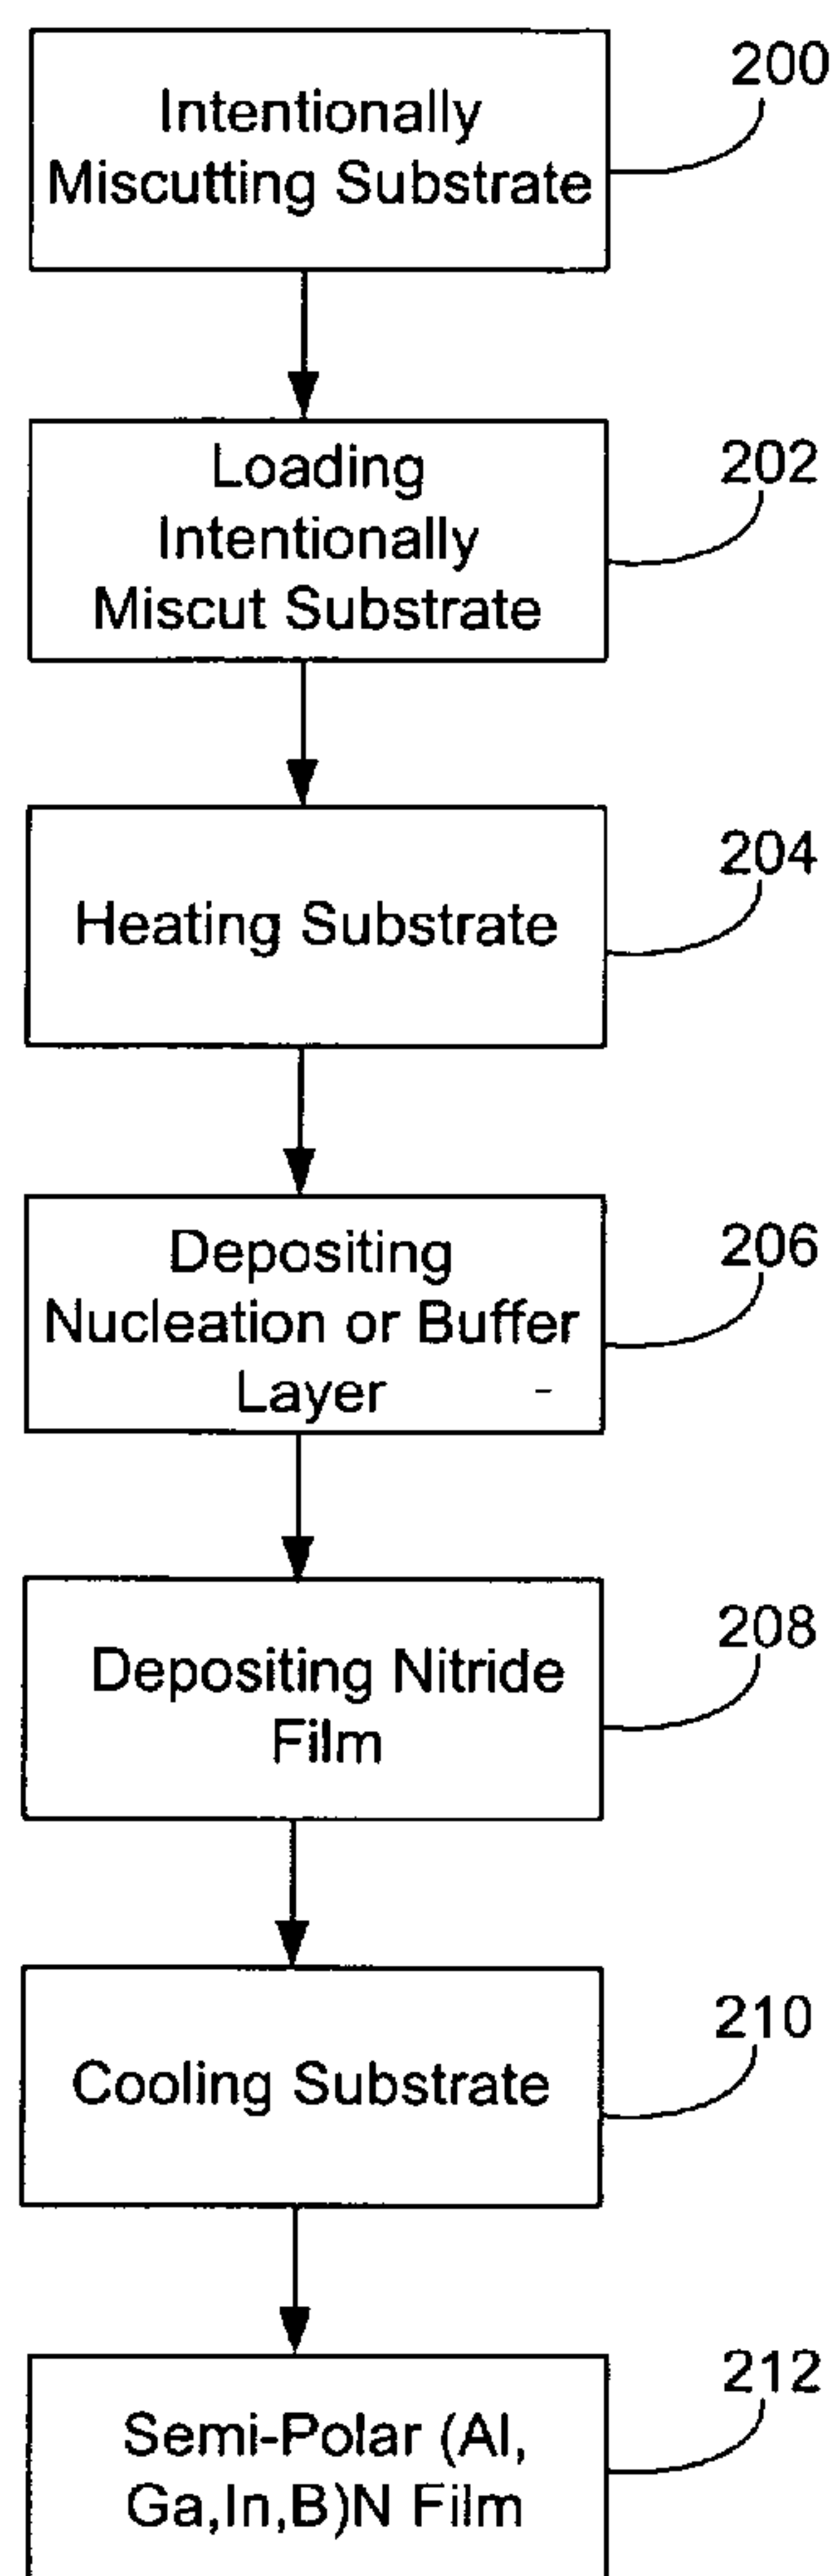 Intentionally
Miscutting Substrate
200
Loading
Intentionally
Miscut Substrate
202
Heating Substrate
204
Depositing
Nucleation or Buffer
Layer
206
Depositing Nitride
Film
208
Cooling Substrate
210
Semi-Polar (Al,
Ga,In,B)N Film
212